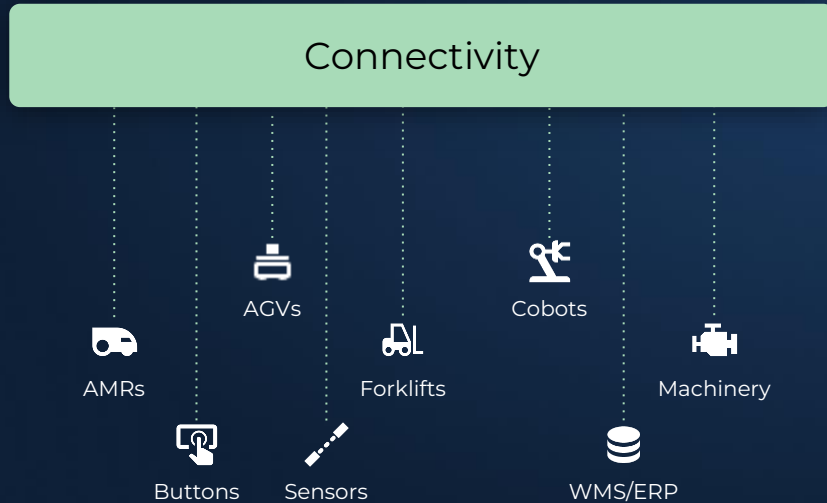 Connectivity
AGVs
Cobots
AMRs
Forklifts
Machinery
Buttons
Sensors
WMS/ERP